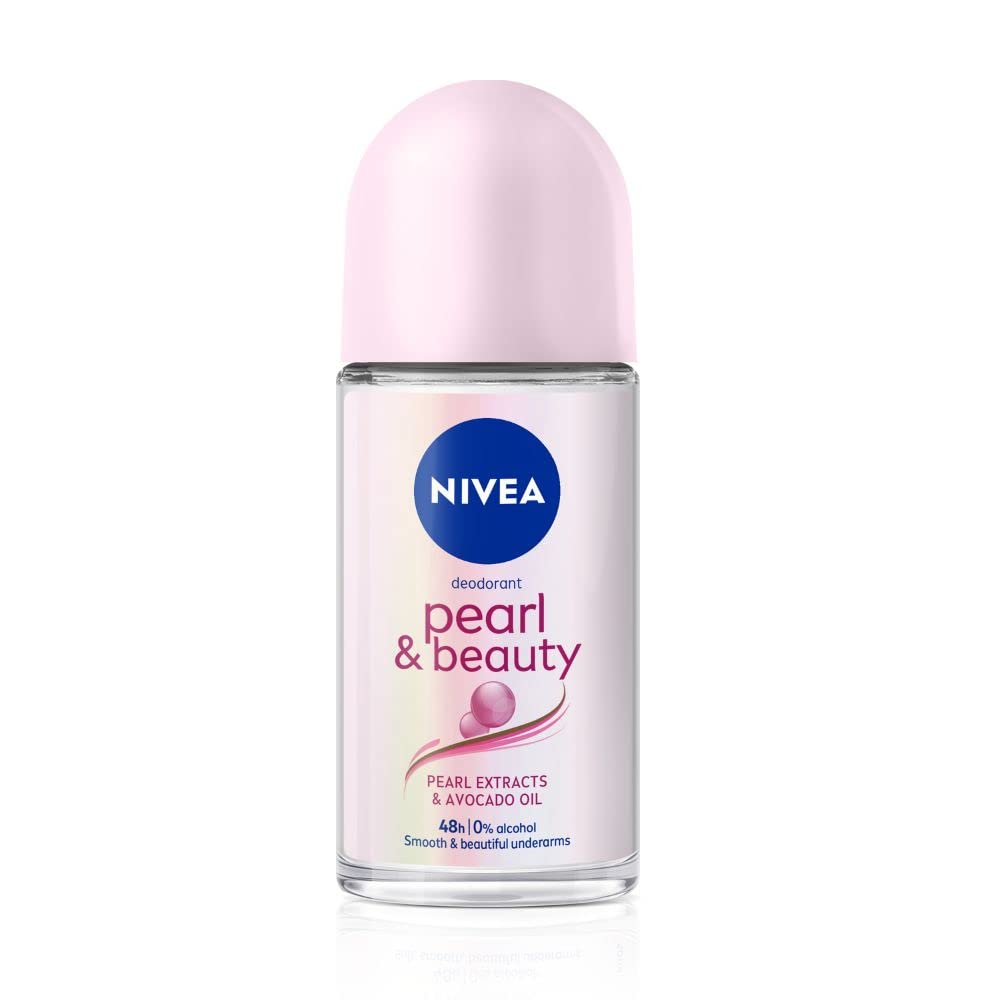 NIVEA
deodorant
pearl
& beauty
PEARL EXTRACTS
& AVOCADO OIL
48h | 0% alcohol
Smooth & beautiful underarms